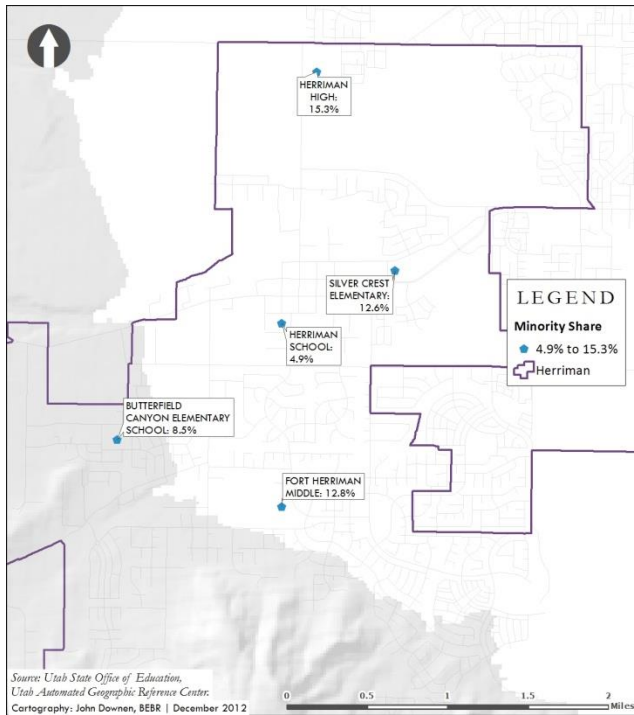 HERRIMAN
HIGH:
15.3%
SILVER CREST
ELEMENTARY:
12.6%
LEGEND
Minority Share
4.9% to 15.3%
Herriman
HERRIMAN
SCHOOL:
4.9%
BUTTERFIELD
CANYON ELEMENTARY
SCHOOL: 8.5%
FORT HERRIMAN
MIDDLE: 12.8%
Source: Utah State Office of Education,
Utah Automated Geographic Reference Center.
Cartography: John Downen, BEBR | December 2012
0 0.5 1 1.5 2
Miles